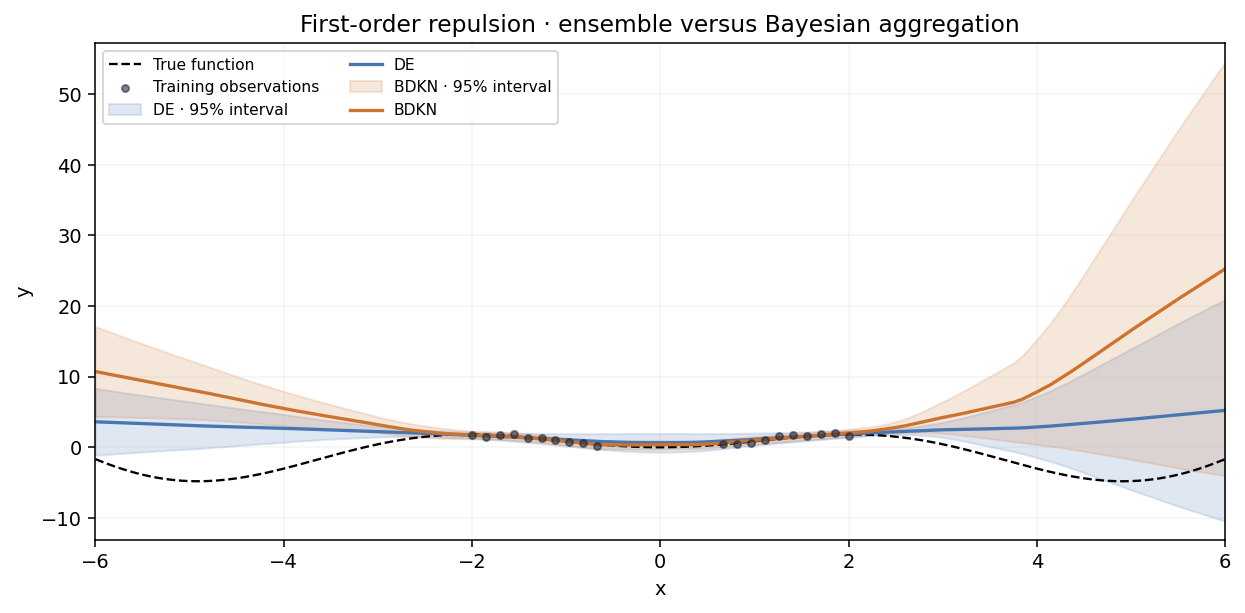 First-order repulsion · ensemble versus Bayesian aggregation
True function
Training observations
DE · 95% interval
DE
BDKN · 95% interval
BDKN
y
50
40
30
20
10
0
−10
−6
−4
−2
0
2
4
6
x